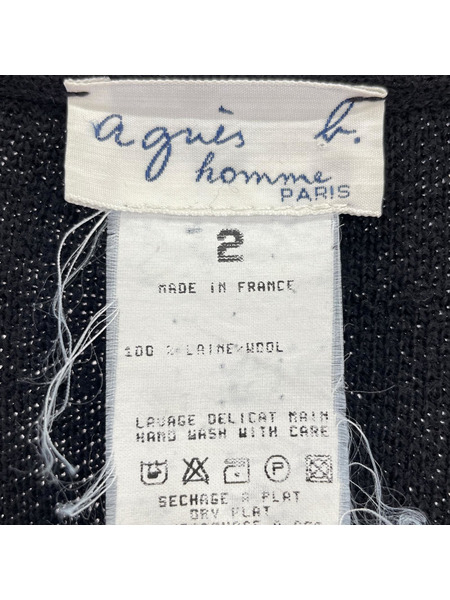 agnès b.
homme
PARIS
2
MADE IN FRANCE
100 % LAINE-WOOL
LAVAGE DELICAT MAIN
HAND WASH WITH CARE
P
SECHAGE A PLAT
DRY FLAT